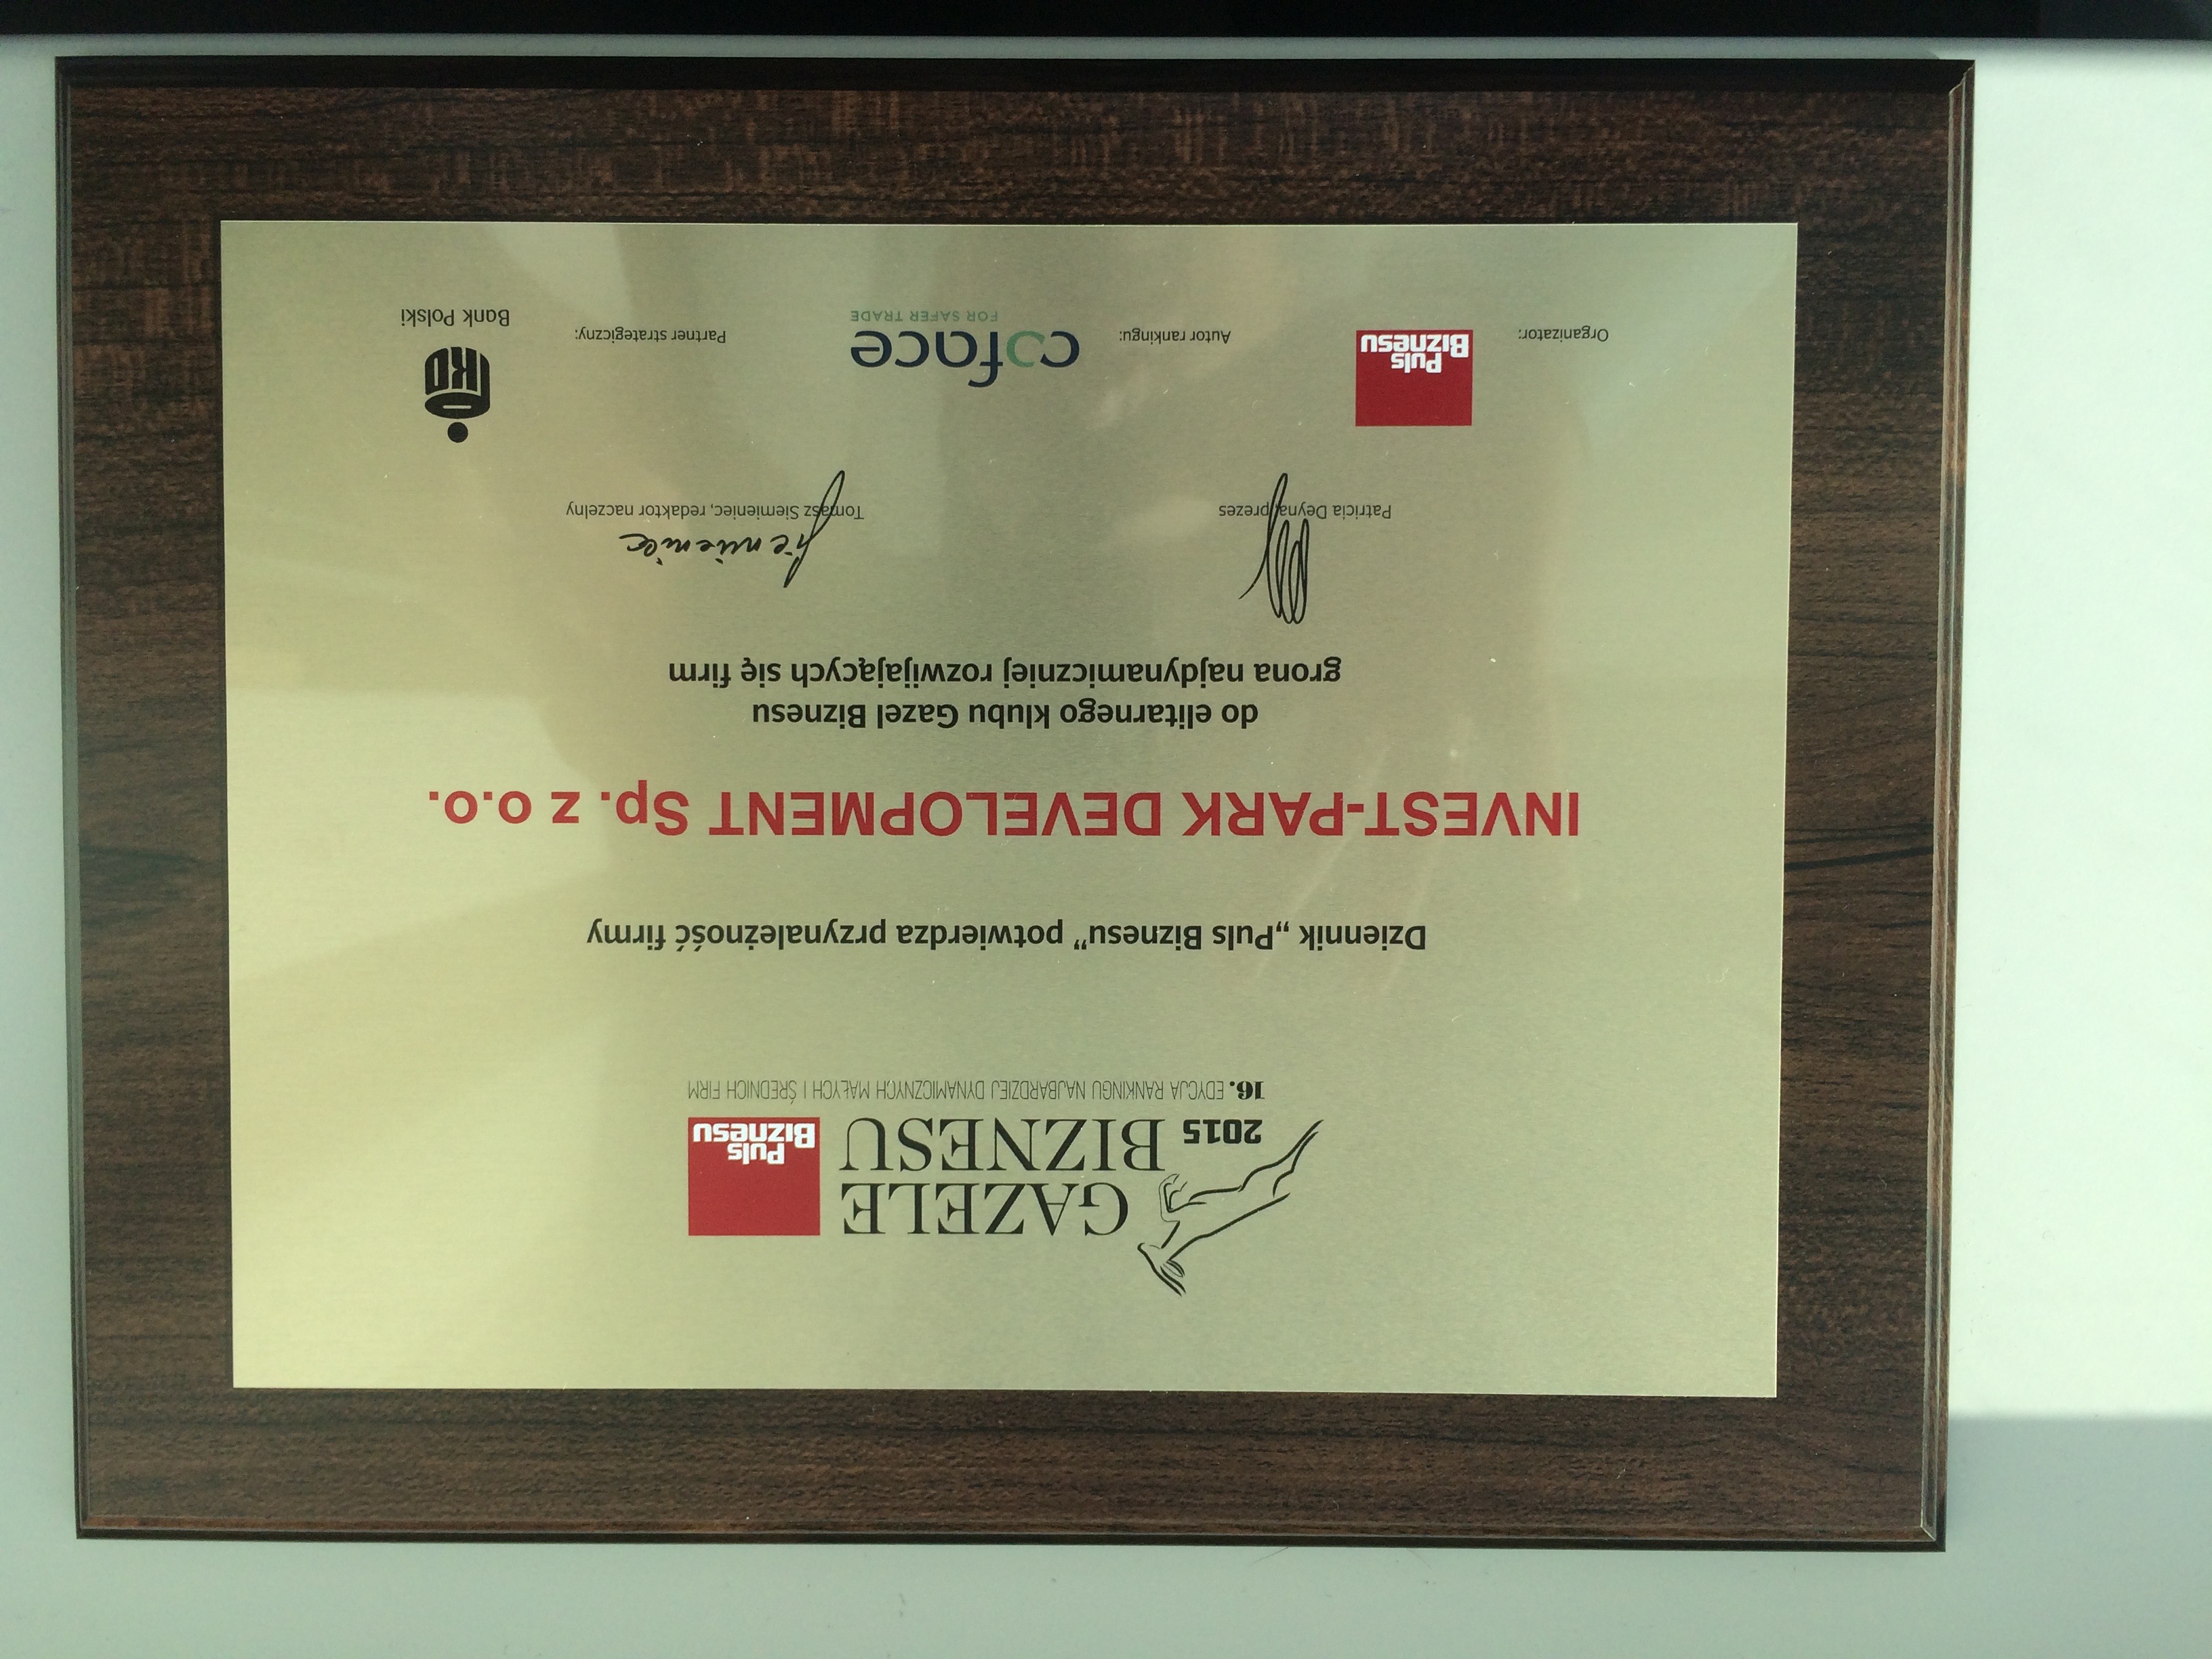 GAZELE
BIZNESU 2015
Puls
Biznesu
16. EDYCJA RANKINGU NAJBARDZIEJ DYNAMICZNYCH MAŁYCH I ŚREDNICH FIRM
Dziennik „Puls Biznesu” potwierdza przynależność firmy
INVEST-PARK DEVELOPMENT Sp. z o.o.
do elitarnego klubu Gazel Biznesu
grona najdynamiczniej rozwijających się firm
Siemieniec
Patricia Deyna, prezes
Tomasz Siemieniec, redaktor naczelny
Organizator:
Puls
Biznesu
Autor rankingu:
coface
FOR SAFER TRADE
Partner strategiczny:
PKO
Bank Polski